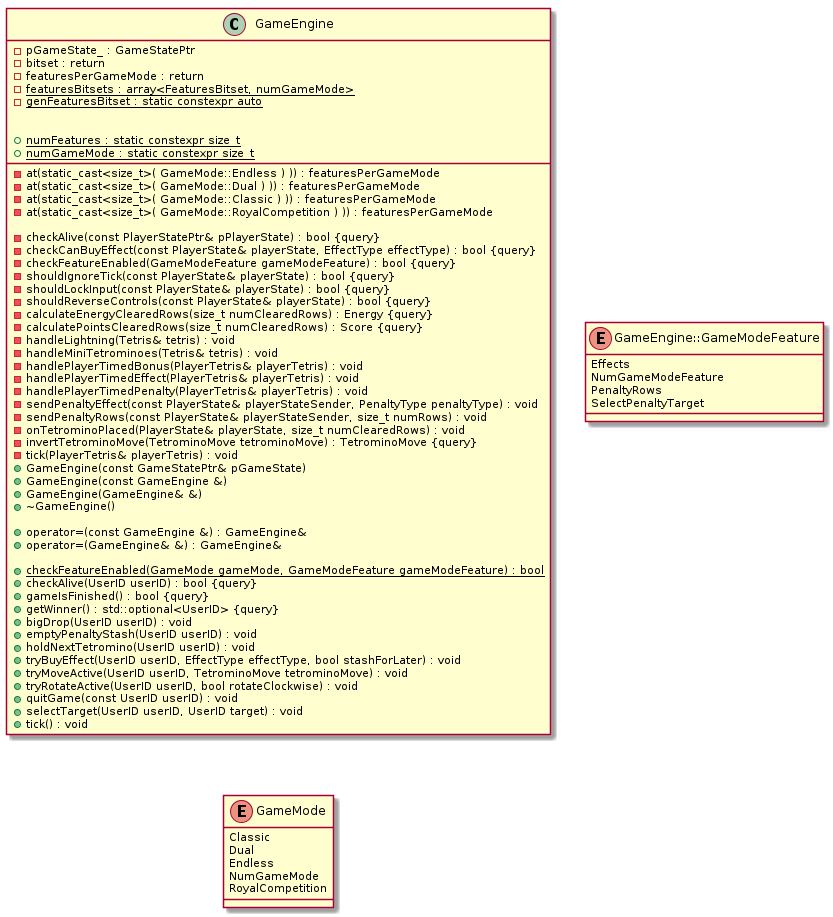 C GameEngine
pGameState_ : GameStatePtr
bitset : return
featuresPerGameMode : return
featuresBitsets : array<FeaturesBitset, numGameMode>
genFeaturesBitset : static constexpr auto
numFeatures : static constexpr size_t
numGameMode : static constexpr size_t
at(static_cast<size_t>( GameMode::Endless ) )) : featuresPerGameMode
at(static_cast<size_t>( GameMode::Dual ) )) : featuresPerGameMode
at(static_cast<size_t>( GameMode::Classic ) )) : featuresPerGameMode
at(static_cast<size_t>( GameMode::RoyalCompetition ) )) : featuresPerGameMode
checkAlive(const PlayerStatePtr& pPlayerState) : bool {query}
checkCanBuyEffect(const PlayerState& playerState, EffectType effectType) : bool {query}
checkFeatureEnabled(GameModeFeature gameModeFeature) : bool {query}
shouldIgnoreTick(const PlayerState& playerState) : bool {query}
shouldLockInput(const PlayerState& playerState) : bool {query}
shouldReverseControls(const PlayerState& playerState) : bool {query}
calculateEnergyClearedRows(size_t numClearedRows) : Energy {query}
calculatePointsClearedRows(size_t numClearedRows) : Score {query}
handleLightning(Tetris& tetris) : void
handleMiniTetrominoes(Tetris& tetris) : void
handlePlayerTimedBonus(PlayerTetris& playerTetris) : void
handlePlayerTimedEffect(PlayerTetris& playerTetris) : void
handlePlayerTimedPenalty(PlayerTetris& playerTetris) : void
sendPenaltyEffect(const PlayerState& playerStateSender, PenaltyType penaltyType) : void
sendPenaltyRows(const PlayerState& playerStateSender, size_t numRows) : void
onTetrominoPlaced(PlayerState& playerState, size_t numClearedRows) : void
invertTetrominoMove(TetrominoMove tetrominoMove) : TetrominoMove {query}
tick(PlayerTetris& playerTetris) : void
GameEngine(const GameStatePtr& pGameState)
GameEngine(const GameEngine &)
GameEngine(GameEngine& &)
~GameEngine()
operator=(const GameEngine &) : GameEngine&
operator=(GameEngine& &) : GameEngine&
checkFeatureEnabled(GameMode gameMode, GameModeFeature gameModeFeature) : bool
checkAlive(UserID userID) : bool {query}
gameIsFinished() : bool {query}
getWinner() : std::optional<UserID> {query}
bigDrop(UserID userID) : void
emptyPenaltyStash(UserID userID) : void
holdNextTetromino(UserID userID) : void
tryBuyEffect(UserID userID, EffectType effectType, bool stashForLater) : void
tryMoveActive(UserID userID, TetrominoMove tetrominoMove) : void
tryRotateActive(UserID userID, bool rotateClockwise) : void
quitGame(const UserID userID) : void
selectTarget(UserID userID, UserID target) : void
tick() : void
E GameEngine::GameModeFeature
Effects
NumGameModeFeature
PenaltyRows
SelectPenaltyTarget
E GameMode
Classic
Dual
Endless
NumGameMode
RoyalCompetition